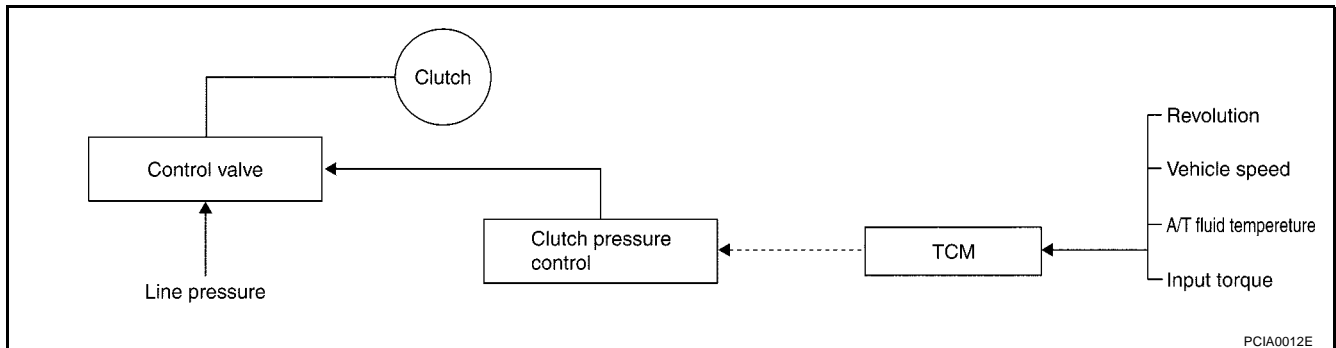 Clutch
Revolution
Control valve
Vehicle speed
A/T fluid tempereture
Clutch pressure
control
TCM
Line pressure
Input torque
PCIA0012E